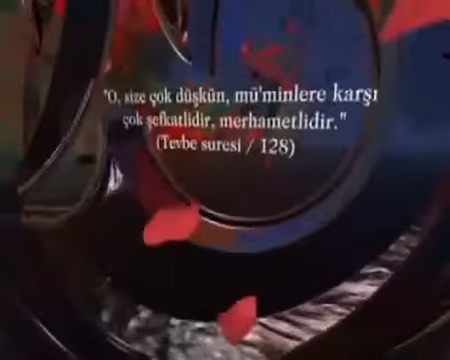 "O, size çok düşkün, mü'minlere karşı
çok şefkatlidir, merhametlidir."
(Tevbe suresi / 128)